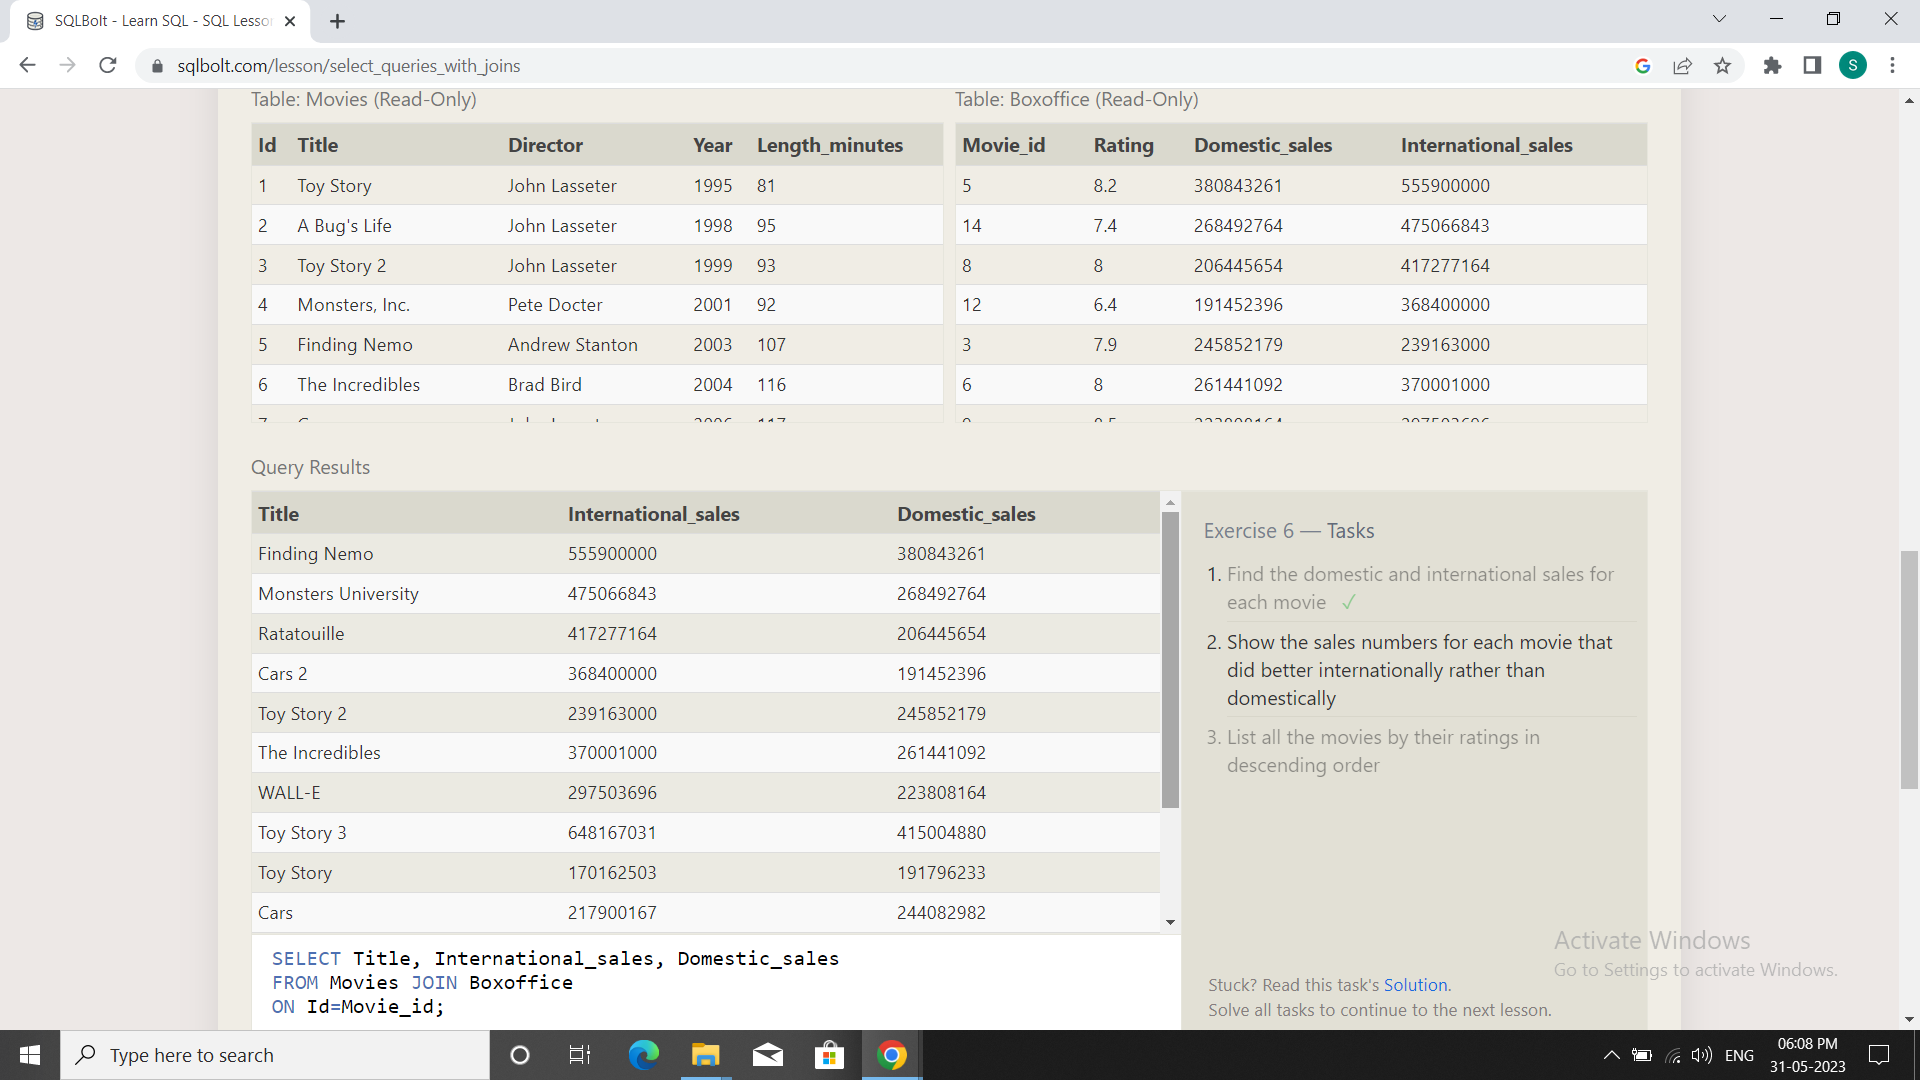 SQLBolt - Learn SQL - SQL Lesso
sqlbolt.com/lesson/select_queries_with_joins
S
Table: Movies (Read-Only)
Id Title Director Year Length_minutes
1 Toy Story John Lasseter 1995 81
2 A Bug's Life John Lasseter 1998 95
3 Toy Story 2 John Lasseter 1999 93
4 Monsters, Inc. Pete Docter 2001 92
5 Finding Nemo Andrew Stanton 2003 107
6 The Incredibles Brad Bird 2004 116
Table: Boxoffice (Read-Only)
Movie_id Rating Domestic_sales International_sales
5 8.2 380843261 555900000
14 7.4 268492764 475066843
8 8 206445654 417277164
12 6.4 191452396 368400000
3 7.9 245852179 239163000
6 8 261441092 370001000
Query Results
Title International_sales Domestic_sales
Finding Nemo 555900000 380843261
Monsters University 475066843 268492764
Ratatouille 417277164 206445654
Cars 2 368400000 191452396
Toy Story 2 239163000 245852179
The Incredibles 370001000 261441092
WALL-E 297503696 223808164
Toy Story 3 648167031 415004880
Toy Story 170162503 191796233
Cars 217900167 244082982
SELECT Title, International_sales, Domestic_sales
FROM Movies JOIN Boxoffice
ON Id=Movie_id;
Exercise 6 — Tasks
1. Find the domestic and international sales for
each movie ✓
2. Show the sales numbers for each movie that
did better internationally rather than
domestically
3. List all the movies by their ratings in
descending order
Stuck? Read this task's Solution.
Solve all tasks to continue to the next lesson.
Activate Windows
Go to Settings to activate Windows.
Type here to search
ENG
06:08 PM
31-05-2023